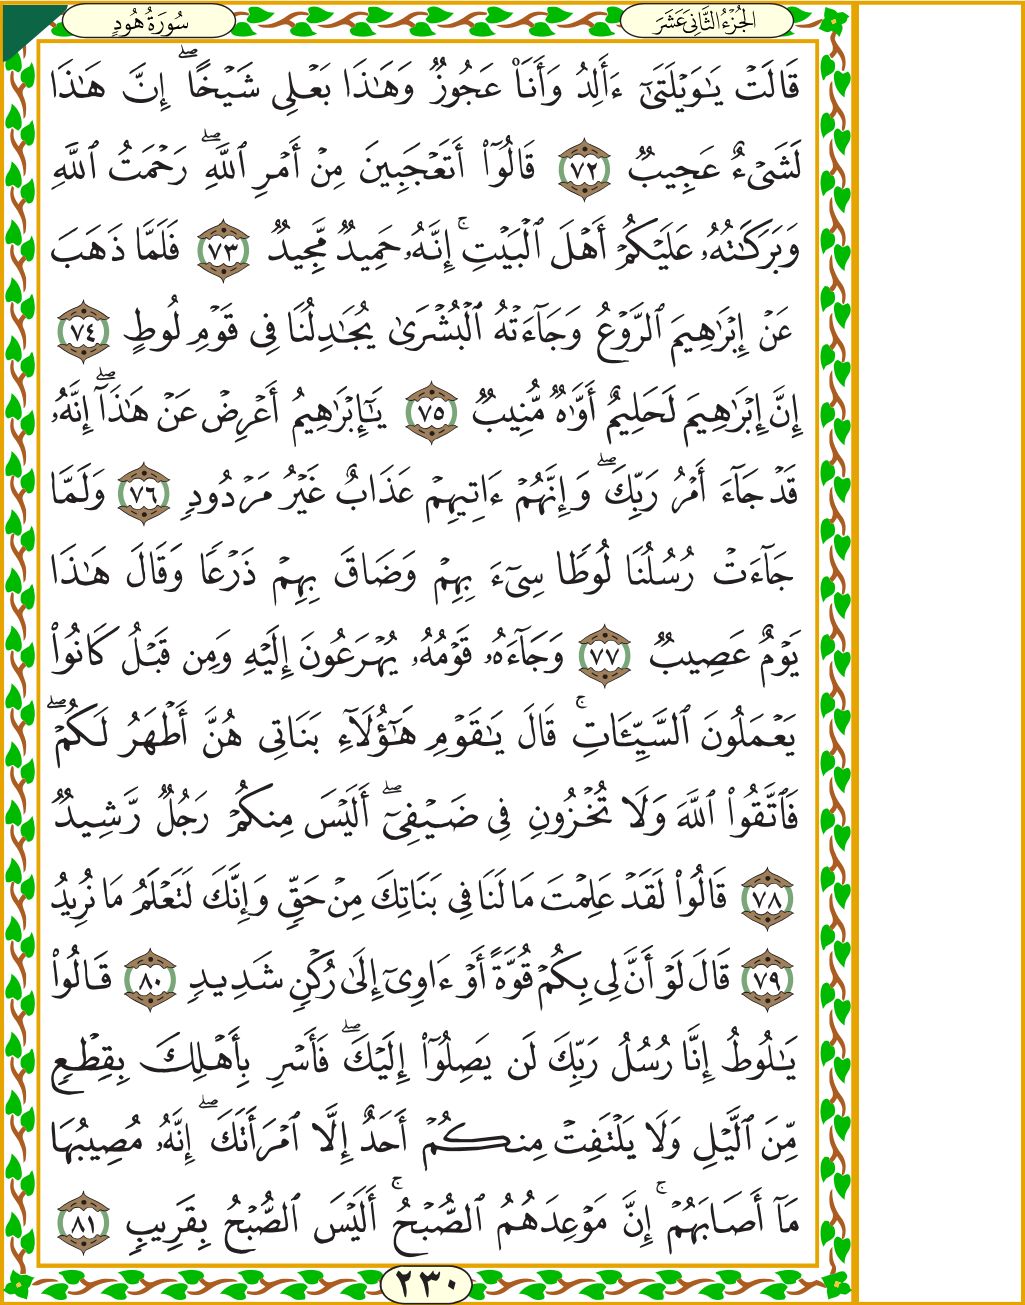 الجُزْءُ الثَّانِي عَشَرَ
سُورَةُ هُودٍ
قَالَتْ يَٰوَيْلَتَىٰٓ ءَأَلِدُ وَأَنَا۠ عَجُوزٌ وَهَٰذَا بَعْلِى شَيْخًا ۖ إِنَّ هَٰذَا
لَشَىْءٌ عَجِيبٌ ٧٢ قَالُوٓا۟ أَتَعْجَبِينَ مِنْ أَمْرِ ٱللَّهِ ۖ رَحْمَتُ ٱللَّهِ
وَبَرَكَٰتُهُۥ عَلَيْكُمْ أَهْلَ ٱلْبَيْتِ ۚ إِنَّهُۥ حَمِيدٌ مَّجِيدٌ ٧٣ فَلَمَّا ذَهَبَ
عَنْ إِبْرَٰهِيمَ ٱلرَّوْعُ وَجَآءَتْهُ ٱلْبُشْرَىٰ يُجَٰدِلُنَا فِى قَوْمِ لُوطٍ ٧٤
إِنَّ إِبْرَٰهِيمَ لَحَلِيمٌ أَوَّٰهٌ مُّنِيبٌ ٧٥ يَٰٓإِبْرَٰهِيمُ أَعْرِضْ عَنْ هَٰذَآ ۖ إِنَّهُۥ
قَدْ جَآءَ أَمْرُ رَبِّكَ ۖ وَإِنَّهُمْ ءَاتِيهِمْ عَذَابٌ غَيْرُ مَرْدُودٍ ٧٦ وَلَمَّا
جَآءَتْ رُسُلُنَا لُوطًا سِىٓءَ بِهِمْ وَضَاقَ بِهِمْ ذَرْعًا وَقَالَ هَٰذَا
يَوْمٌ عَصِيبٌ ٧٧ وَجَآءَهُۥ قَوْمُهُۥ يُهْرَعُونَ إِلَيْهِ وَمِن قَبْلُ كَانُوا۟
يَعْمَلُونَ ٱلسَّيِّـَٔاتِ ۚ قَالَ يَٰقَوْمِ هَٰٓؤُلَآءِ بَنَاتِى هُنَّ أَطْهَرُ لَكُمْ ۖ
فَٱتَّقُوا۟ ٱللَّهَ وَلَا تُخْزُونِ فِى ضَيْفِىٓ ۖ أَلَيْسَ مِنكُمْ رَجُلٌ رَّشِيدٌ
٧٨ قَالُوا۟ لَقَدْ عَلِمْتَ مَا لَنَا فِى بَنَاتِكَ مِنْ حَقٍّ وَإِنَّكَ لَتَعْلَمُ مَا نُرِيدُ
٧٩ قَالَ لَوْ أَنَّ لِى بِكُمْ قُوَّةً أَوْ ءَاوِىٓ إِلَىٰ رُكْنٍ شَدِيدٍ ٨٠ قَالُوا۟
يَٰلُوطُ إِنَّا رُسُلُ رَبِّكَ لَن يَصِلُوٓا۟ إِلَيْكَ ۖ فَأَسْرِ بِأَهْلِكَ بِقِطْعٍ
مِّنَ ٱلَّيْلِ وَلَا يَلْتَفِتْ مِنكُمْ أَحَدٌ إِلَّا ٱمْرَأَتَكَ ۖ إِنَّهُۥ مُصِيبُهَا
مَآ أَصَابَهُمْ ۚ إِنَّ مَوْعِدَهُمُ ٱلصُّبْحُ ۚ أَلَيْسَ ٱلصُّبْحُ بِقَرِيبٍ ٨١
٢٣٠